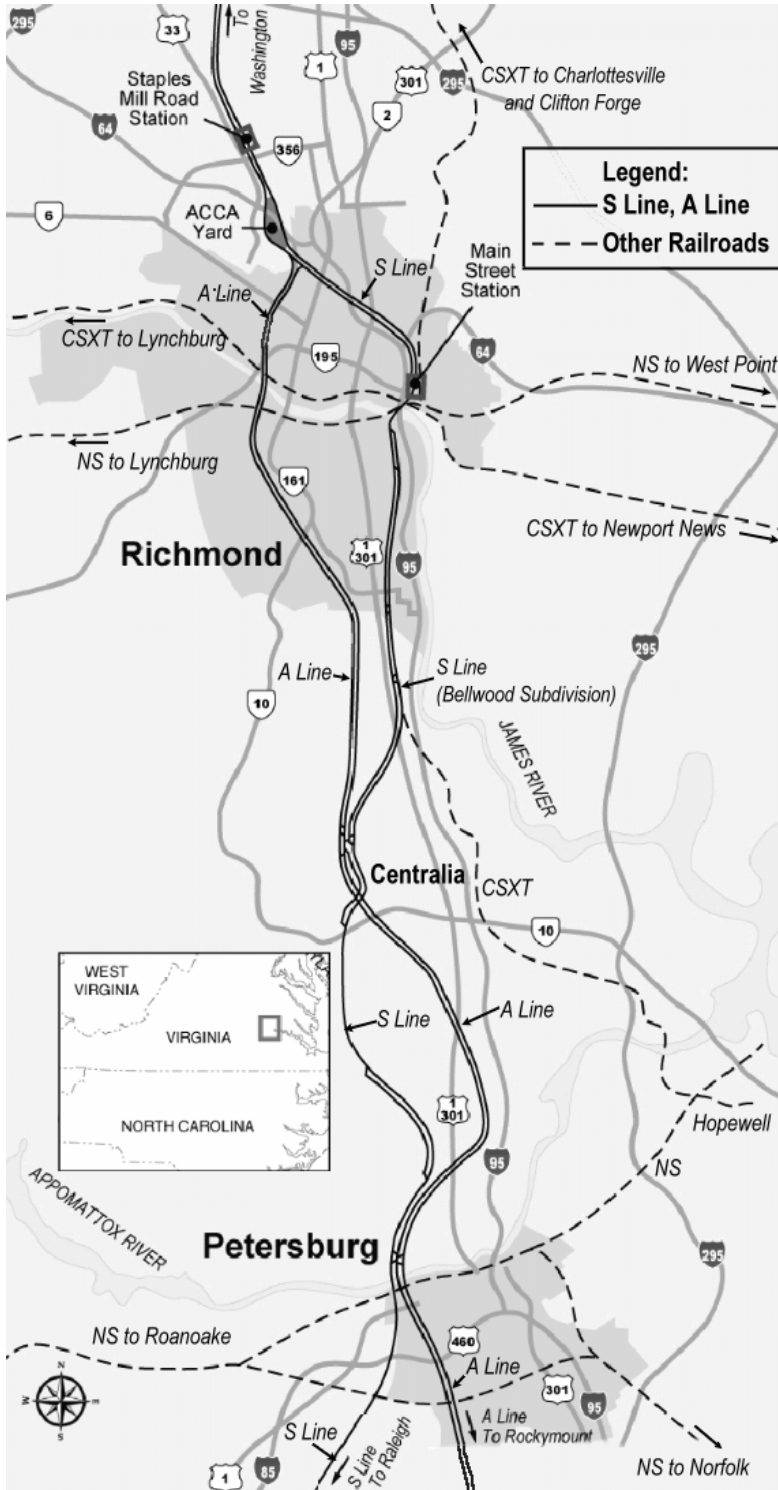 295
33
To
Washington
1
95
301
295
CSXT to Charlottesville
and Clifton Forge
Staples
Mill Road
Station
64
2
356
Legend:
S Line, A Line
Other Railroads
6
ACCA
Yard
S Line
Main
Street
Station
A Line
CSXT to Lynchburg
195
64
NS to West Point
NS to Lynchburg
161
CSXT to Newport News
Richmond
1
301
95
295
A Line
S Line
(Bellwood Subdivision)
10
JAMES RIVER
Centralia
CSXT
10
WEST
VIRGINIA
VIRGINIA
NORTH CAROLINA
S Line
A Line
1
301
Hopewell
95
NS
APPOMATTOX RIVER
Petersburg
295
NS to Roanoake
460
A Line
301
95
N
W
E
S
S Line
A Line
To Rockymount
S Line
To Raleigh
1
85
NS to Norfolk